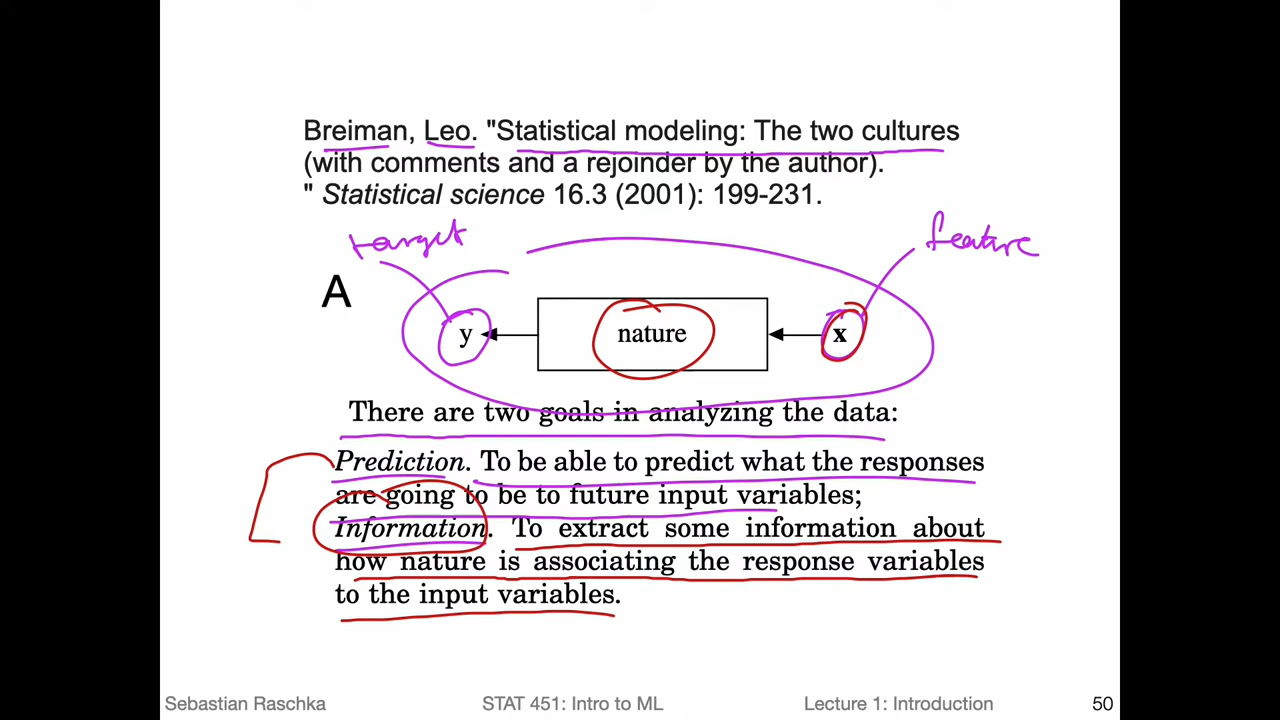 Breiman, Leo. "Statistical modeling: The two cultures
(with comments and a rejoinder by the author).
" Statistical science 16.3 (2001): 199-231.
target
feature
A
y
nature
x
There are two goals in analyzing the data:
Prediction. To be able to predict what the responses
are going to be to future input variables;
Information. To extract some information about
how nature is associating the response variables
to the input variables.
Sebastian Raschka
STAT 451: Intro to ML
Lecture 1: Introduction
50